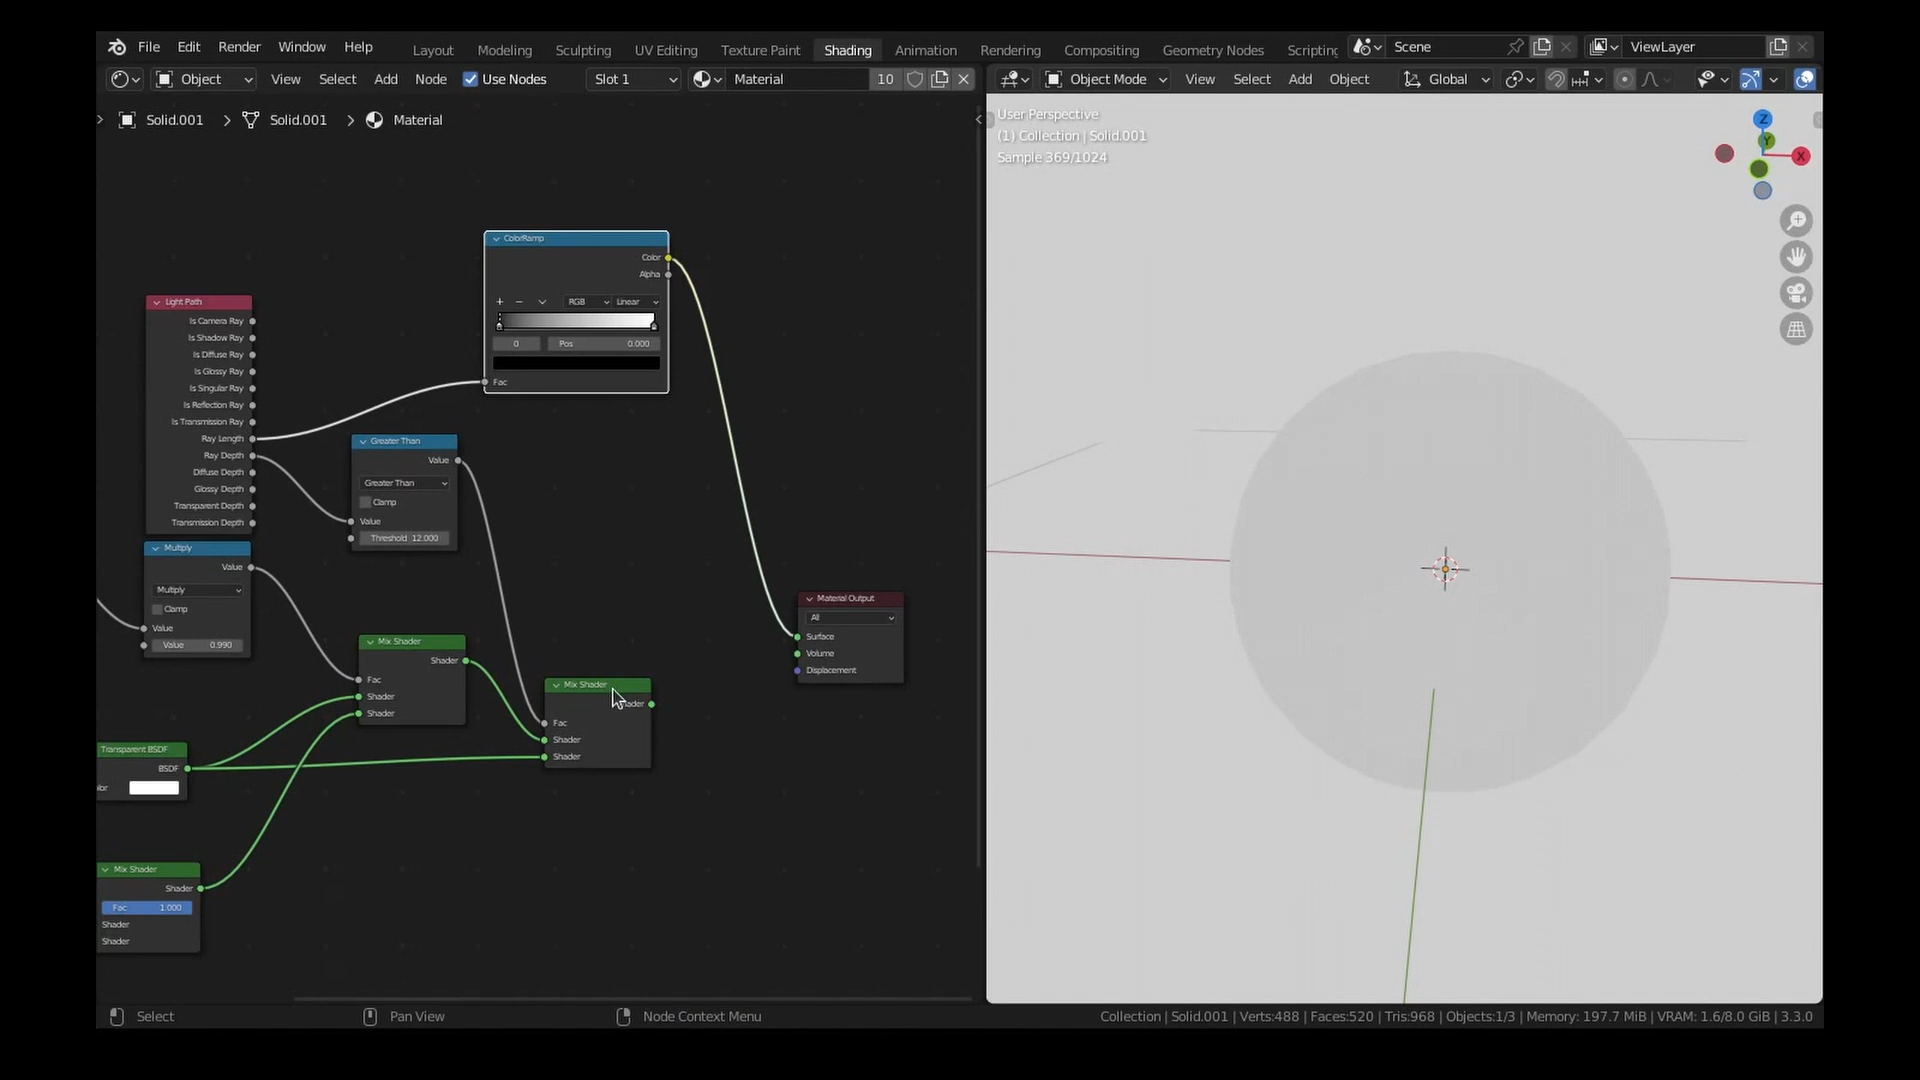 File Edit Render Window Help Layout Modeling Sculpting UV Editing Texture Paint Shading Animation Rendering Compositing Geometry Nodes Scripting Scene ViewLayer
Object View Select Add Node Use Nodes Slot 1 Material 10
Object Mode View Select Add Object Global
Solid.001 > Solid.001 > Material
User Perspective
(1) Collection | Solid.001
Sample 369/1024
Z
Y
X
ColorRamp
Color
Alpha
+ − RGB Linear
0 Pos 0.000
Fac
Light Path
Is Camera Ray
Is Shadow Ray
Is Diffuse Ray
Is Glossy Ray
Is Singular Ray
Is Reflection Ray
Is Transmission Ray
Ray Length
Ray Depth
Diffuse Depth
Glossy Depth
Transparent Depth
Transmission Depth
Greater Than
Value
Greater Than
Clamp
Value
Threshold 12.000
Multiply
Value
Multiply
Clamp
Value
Value 0.990
Mix Shader
Shader
Fac
Shader
Shader
Mix Shader
Fac
Shader
Shader
Material Output
All
Surface
Volume
Displacement
Transparent BSDF
BSDF
Mix Shader
Shader
Fac 1.000
Shader
Shader
Select Pan View Node Context Menu
Collection | Solid.001 | Verts:488 | Faces:520 | Tris:968 | Objects:1/3 | Memory: 197.7 MiB | VRAM: 1.6/8.0 GiB | 3.3.0